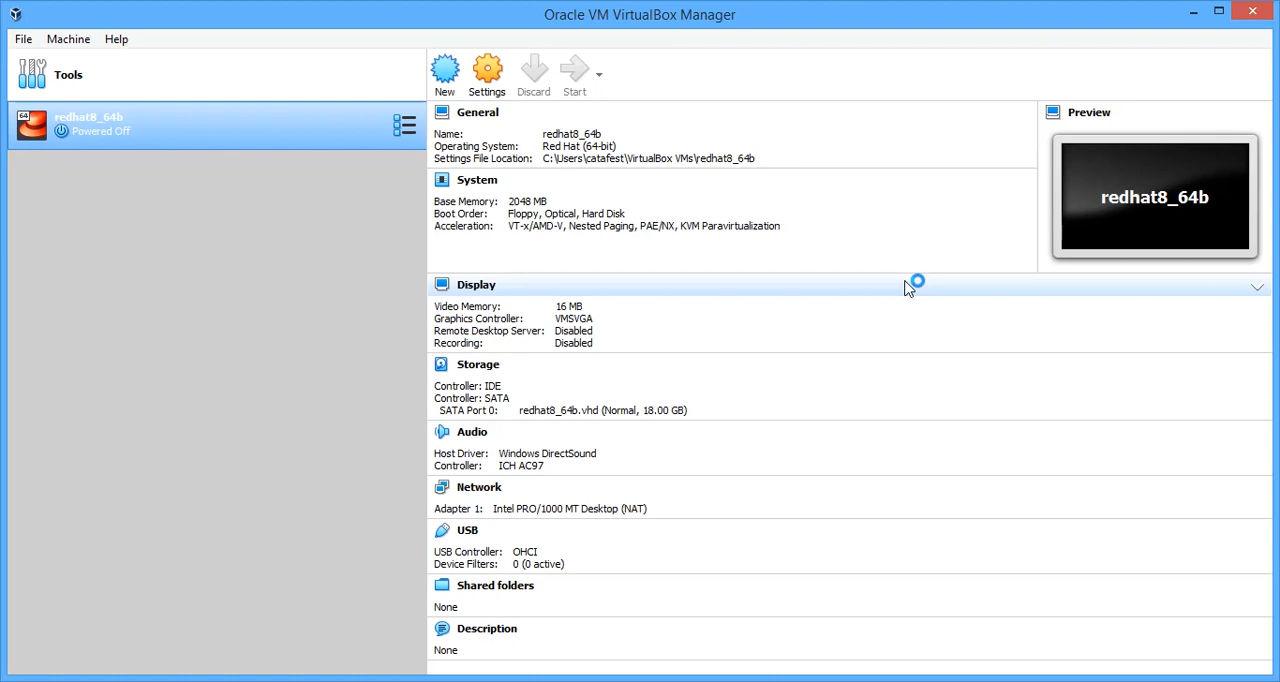 Oracle VM VirtualBox Manager
File Machine Help
Tools
New Settings Discard Start
64 redhat8_64b
Powered Off
General
Name: redhat8_64b
Operating System: Red Hat (64-bit)
Settings File Location: C:\Users\catafest\VirtualBox VMs\redhat8_64b
Preview
redhat8_64b
System
Base Memory: 2048 MB
Boot Order: Floppy, Optical, Hard Disk
Acceleration: VT-x/AMD-V, Nested Paging, PAE/NX, KVM Paravirtualization
Display
Video Memory: 16 MB
Graphics Controller: VMSVGA
Remote Desktop Server: Disabled
Recording: Disabled
Storage
Controller: IDE
Controller: SATA
SATA Port 0: redhat8_64b.vhd (Normal, 18.00 GB)
Audio
Host Driver: Windows DirectSound
Controller: ICH AC97
Network
Adapter 1: Intel PRO/1000 MT Desktop (NAT)
USB
USB Controller: OHCI
Device Filters: 0 (0 active)
Shared folders
None
Description
None